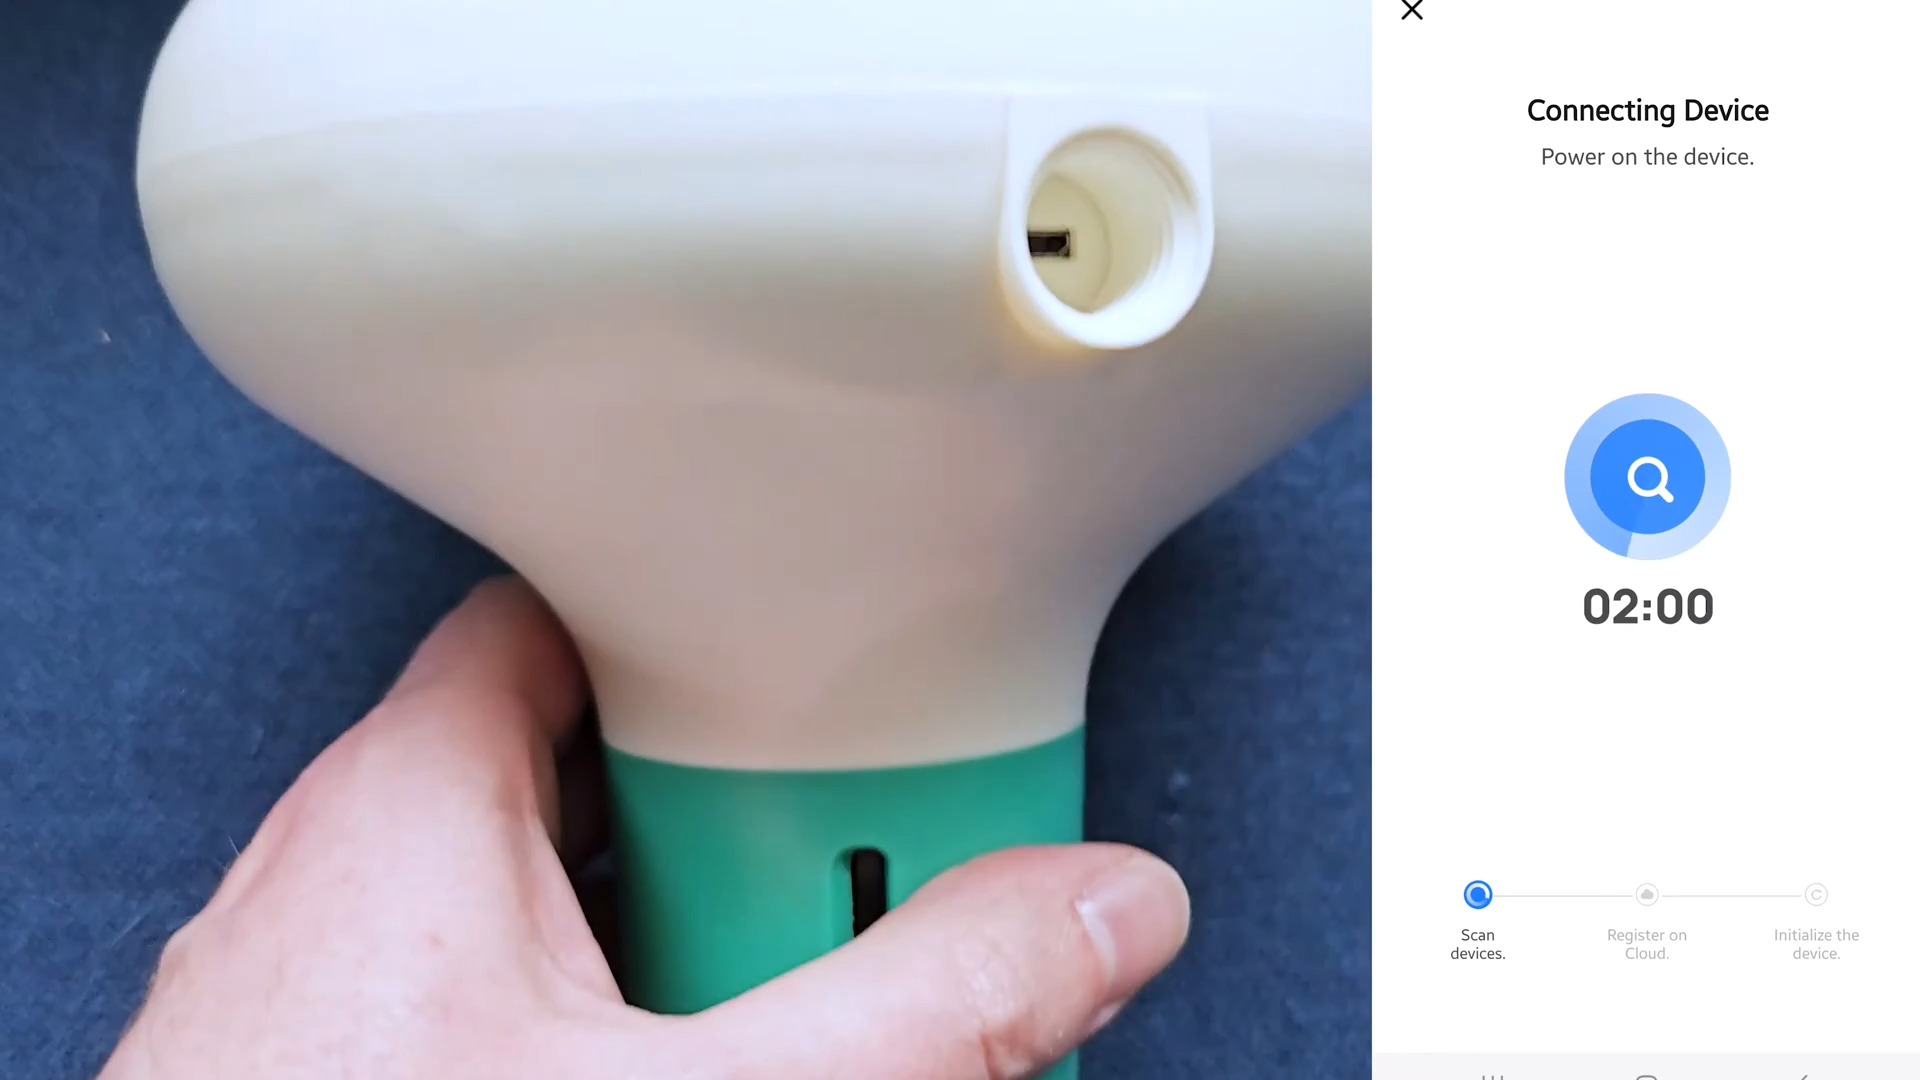 Connecting Device
Power on the device.
02:00
Scan
devices.
Register on
Cloud.
Initialize the
device.